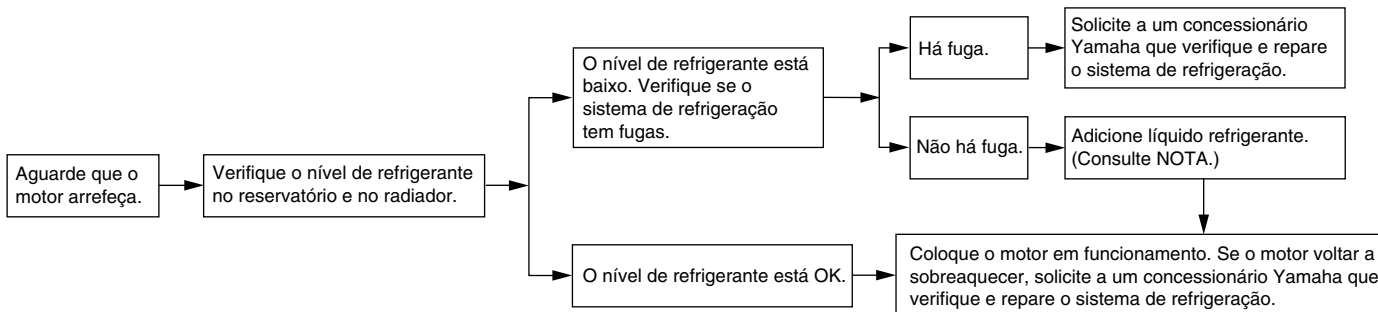 Aguarde que o
motor arrefeça.
Verifique o nível de refrigerante
no reservatório e no radiador.
O nível de refrigerante está
baixo. Verifique se o
sistema de refrigeração
tem fugas.
Há fuga.
Solicite a um concessionário
Yamaha que verifique e repare
o sistema de refrigeração.
Não há fuga.
Adicione líquido refrigerante.
(Consulte NOTA.)
O nível de refrigerante está OK.
Coloque o motor em funcionamento. Se o motor voltar a
sobreaquecer, solicite a um concessionário Yamaha que
verifique e repare o sistema de refrigeração.